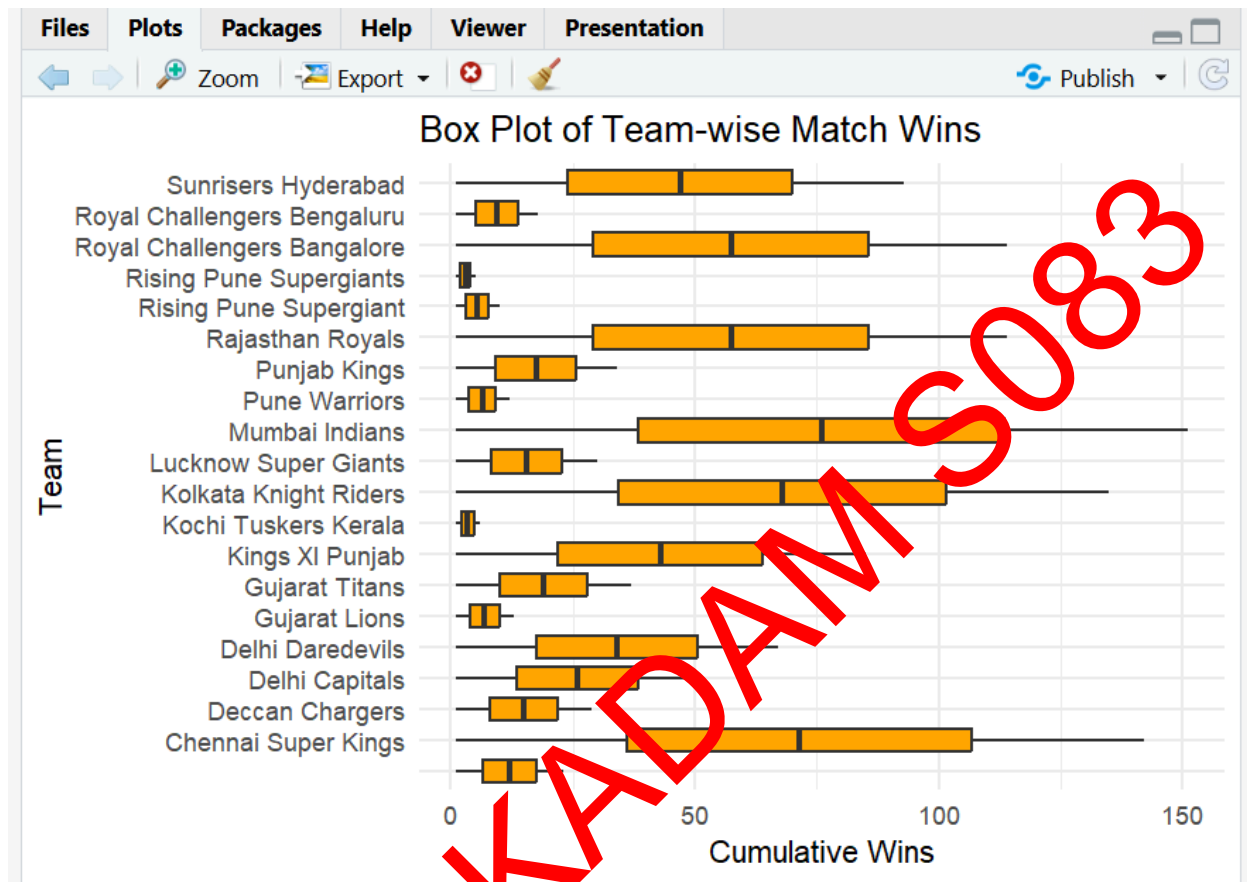 Files Plots Packages Help Viewer Presentation
Zoom Export Publish
Box Plot of Team-wise Match Wins
Sunrisers Hyderabad
Royal Challengers Bengaluru
Royal Challengers Bangalore
Rising Pune Supergiants
Rising Pune Supergiant
Rajasthan Royals
Punjab Kings
Pune Warriors
Mumbai Indians
Lucknow Super Giants
Kolkata Knight Riders
Kochi Tuskers Kerala
Kings XI Punjab
Gujarat Titans
Gujarat Lions
Delhi Daredevils
Delhi Capitals
Deccan Chargers
Chennai Super Kings
Team
0 50 100 150
Cumulative Wins
KADAM S083